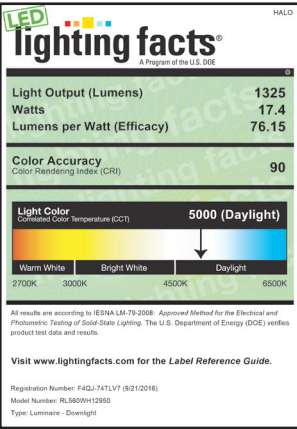 HALO
LED
lighting facts®
A Program of the U.S. DOE
Light Output (Lumens) 1325
Watts 17.4
Lumens per Watt (Efficacy) 76.15
Color Accuracy
Color Rendering Index (CRI) 90
Light Color
Correlated Color Temperature (CCT) 5000 (Daylight)
Warm White Bright White Daylight
2700K 3000K 4500K 6500K
All results are according to IESNA LM-79-2008: Approved Method for the Electrical and
Photometric Testing of Solid-State Lighting. The U.S. Department of Energy (DOE) verifies
product test data and results.
Visit www.lightingfacts.com for the Label Reference Guide.
Registration Number: F4QJ-74TLV7 (9/21/2016)
Model Number: RL560WH12950
Type: Luminaire - Downlight